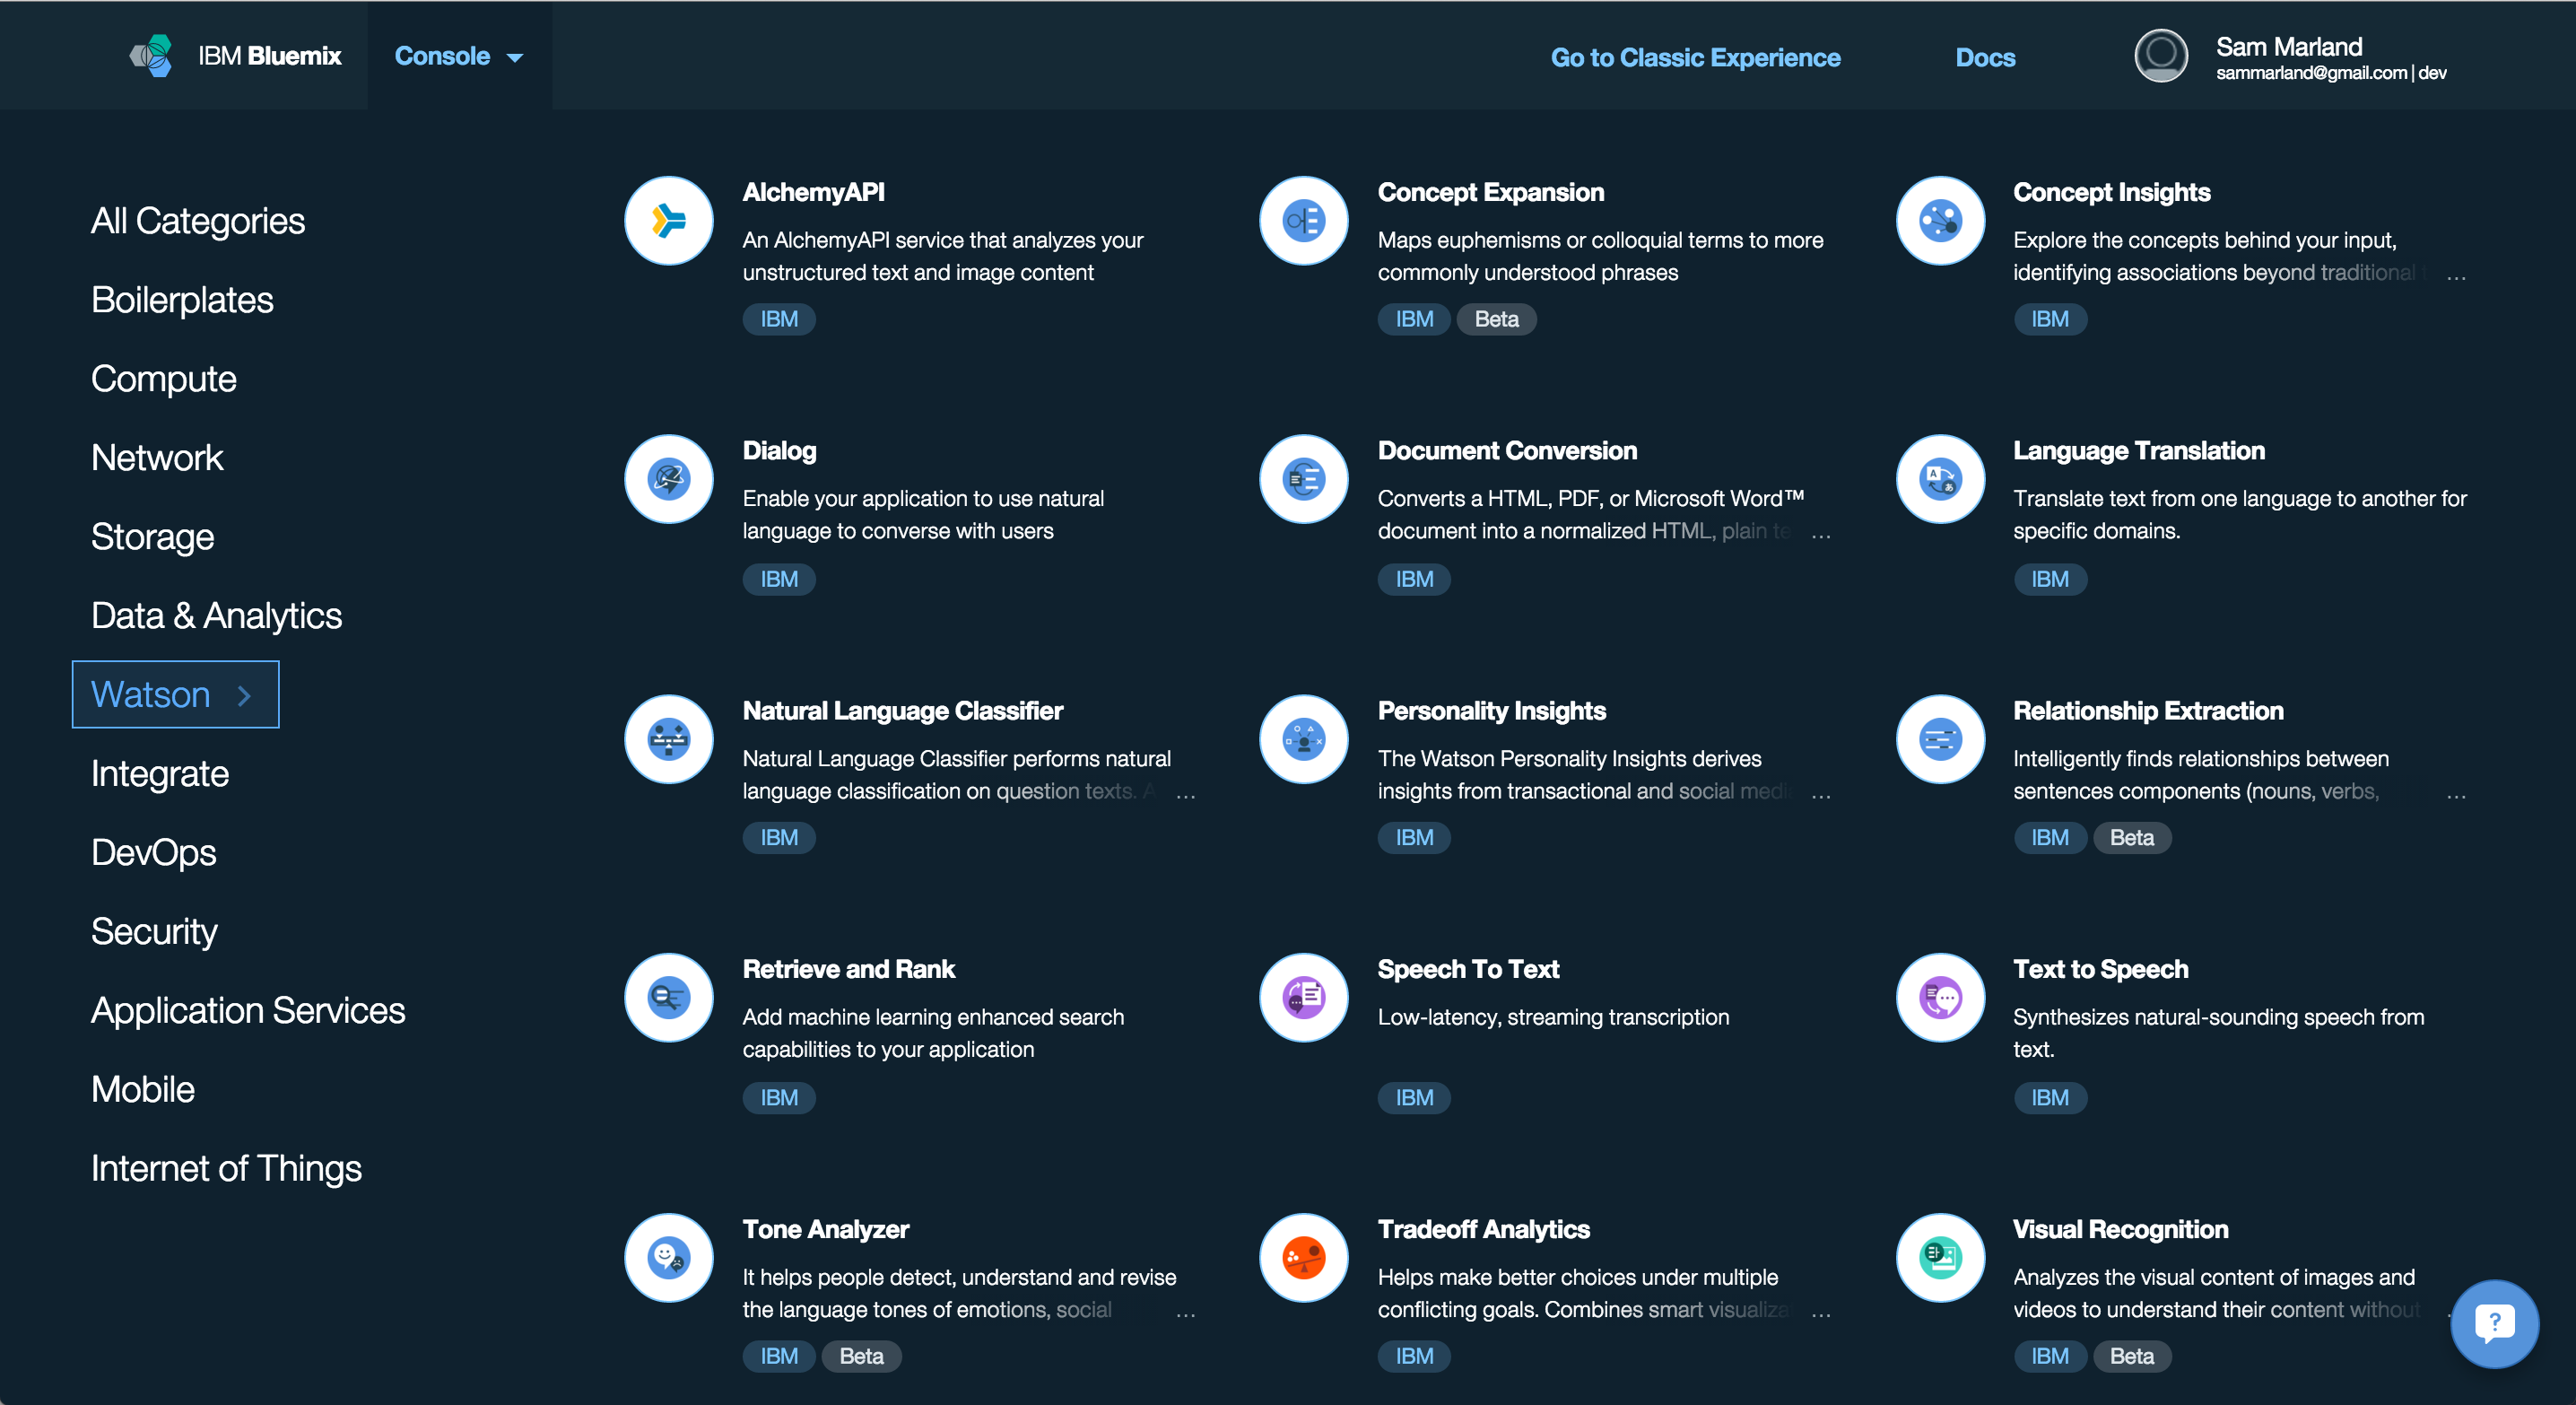 IBM Bluemix
Console
Go to Classic Experience
Docs
Sam Marland
sammarland@gmail.com | dev
All Categories
Boilerplates
Compute
Network
Storage
Data & Analytics
Watson
Integrate
DevOps
Security
Application Services
Mobile
Internet of Things
AlchemyAPI
An AlchemyAPI service that analyzes your
unstructured text and image content
IBM
Concept Expansion
Maps euphemisms or colloquial terms to more
commonly understood phrases
IBM Beta
Concept Insights
Explore the concepts behind your input,
identifying associations beyond traditional ...
IBM
Dialog
Enable your application to use natural
language to converse with users
IBM
Document Conversion
Converts a HTML, PDF, or Microsoft Word™
document into a normalized HTML, plain ...
IBM
Language Translation
Translate text from one language to another for
specific domains.
IBM
Natural Language Classifier
Natural Language Classifier performs natural
language classification on question texts. A ...
IBM
Personality Insights
The Watson Personality Insights derives
insights from transactional and social ...
IBM
Relationship Extraction
Intelligently finds relationships between
sentences components (nouns, verbs, ...
IBM Beta
Retrieve and Rank
Add machine learning enhanced search
capabilities to your application
IBM
Speech To Text
Low-latency, streaming transcription
IBM
Text to Speech
Synthesizes natural-sounding speech from
text.
IBM
Tone Analyzer
It helps people detect, understand and revise
the language tones of emotions, social ...
IBM Beta
Tradeoff Analytics
Helps make better choices under multiple
conflicting goals. Combines smart ...
IBM
Visual Recognition
Analyzes the visual content of images and
videos to understand their content without
IBM Beta
?